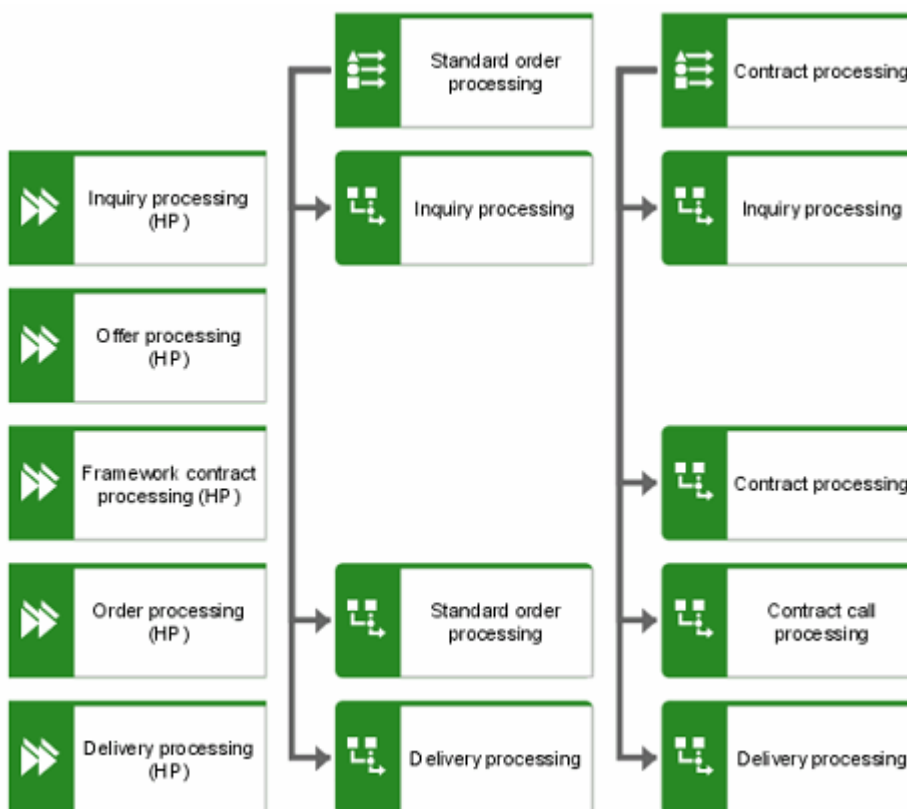 Standard order
processing
Contract processing
Inquiry processing
(HP)
Inquiry processing
Inquiry processing
Offer processing
(HP)
Framework contract
processing (HP)
Contract processing
Order processing
(HP)
Standard order
processing
Contract call
processing
Delivery processing
(HP)
Delivery processing
Delivery processing